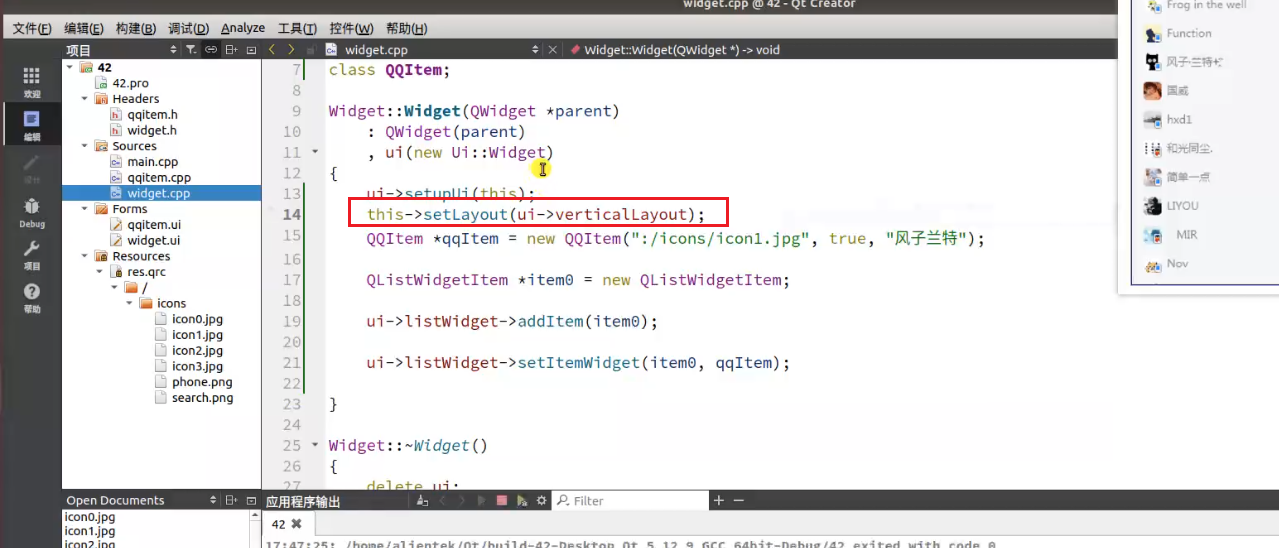 widget.cpp @ 42 - Qt Creator
文件(F) 编辑(E) 构建(B) 调试(D) Analyze 工具(T) 控件(W) 帮助(H)
项目
widget.cpp
Widget::Widget(QWidget *) -> void
欢迎
编辑
设计
Debug
项目
帮助
42
42.pro
Headers
qqitem.h
widget.h
Sources
main.cpp
qqitem.cpp
widget.cpp
Forms
qqitem.ui
widget.ui
Resources
res.qrc
/
icons
icon0.jpg
icon1.jpg
icon2.jpg
icon3.jpg
phone.png
search.png
7 class QQItem;
8
9 Widget::Widget(QWidget *parent)
10 : QWidget(parent)
11 , ui(new Ui::Widget)
12 {
13 ui->setupUi(this);
14 this->setLayout(ui->verticalLayout);
15 QQItem *qqItem = new QQItem(":/icons/icon1.jpg", true, "风子兰特");
16
17 QListWidgetItem *item0 = new QListWidgetItem;
18
19 ui->listWidget->addItem(item0);
20
21 ui->listWidget->setItemWidget(item0, qqItem);
22
23 }
24
25 Widget::~Widget()
26 {
27 delete ui;
Frog in the well
Function
风子·兰特
国威
hxd1
和光同尘.
简单一点
LIYOU
MIR
Nov
Open Documents
icon0.jpg
icon1.jpg
icon2.jpg
应用程序输出
Filter
42
17:47:25: /home/alientek/Qt/build-42-Desktop_Qt_5_12_9_GCC_64bit-Debug/42 exited with code 0